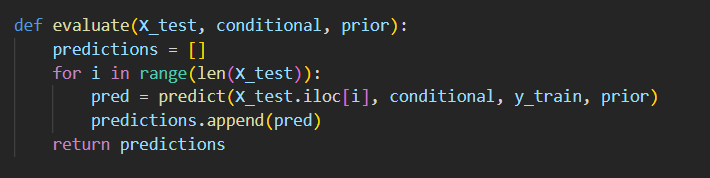 def evaluate(X_test, conditional, prior):
    predictions = []
    for i in range(len(X_test)):
        pred = predict(X_test.iloc[i], conditional, y_train, prior)
        predictions.append(pred)
    return predictions